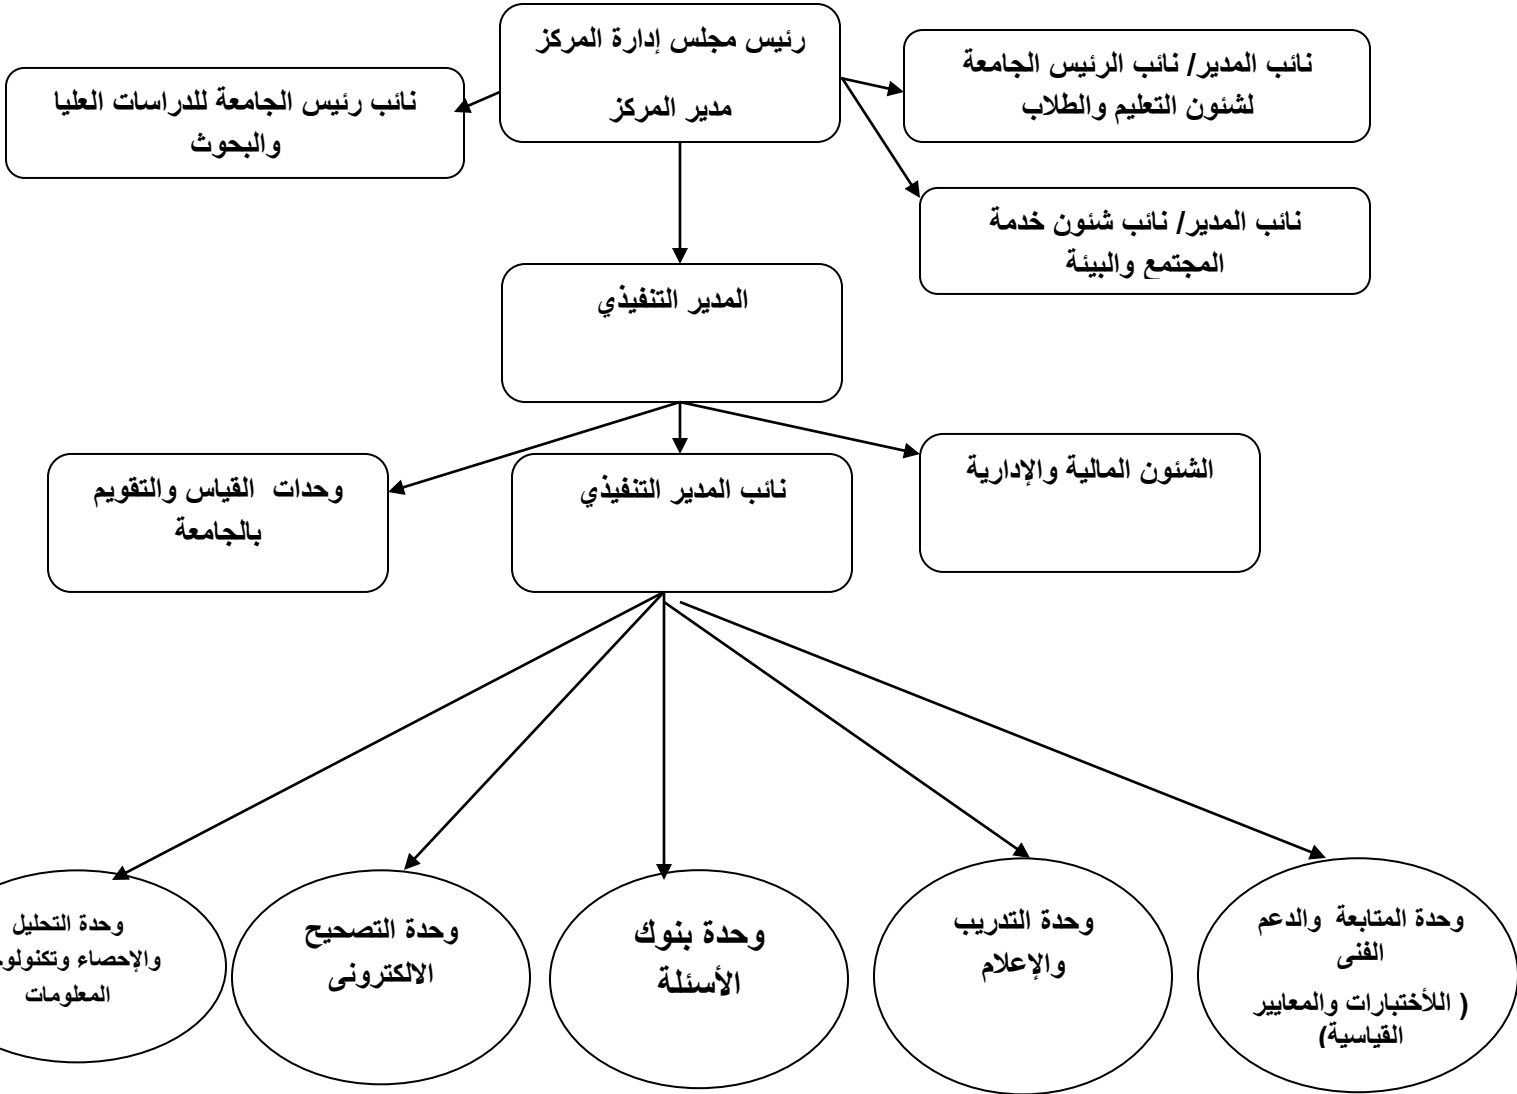 رئيس مجلس إدارة المركز
مدير المركز
نائب المدير/ نائب الرئيس الجامعة
لشئون التعليم والطلاب
نائب رئيس الجامعة للدراسات العليا
والبحوث
نائب المدير/ نائب شئون خدمة
المجتمع والبيئة
المدير التنفيذي
الشئون المالية والإدارية
نائب المدير التنفيذي
وحدات القياس والتقويم
بالجامعة
وحدة المتابعة والدعم
الفنى
( اللأختبارات والمعايير
القياسية)
وحدة التدريب
والإعلام
وحدة بنوك
الأسئلة
وحدة التصحيح
الالكترونى
وحدة التحليل
والإحصاء
المعلومات